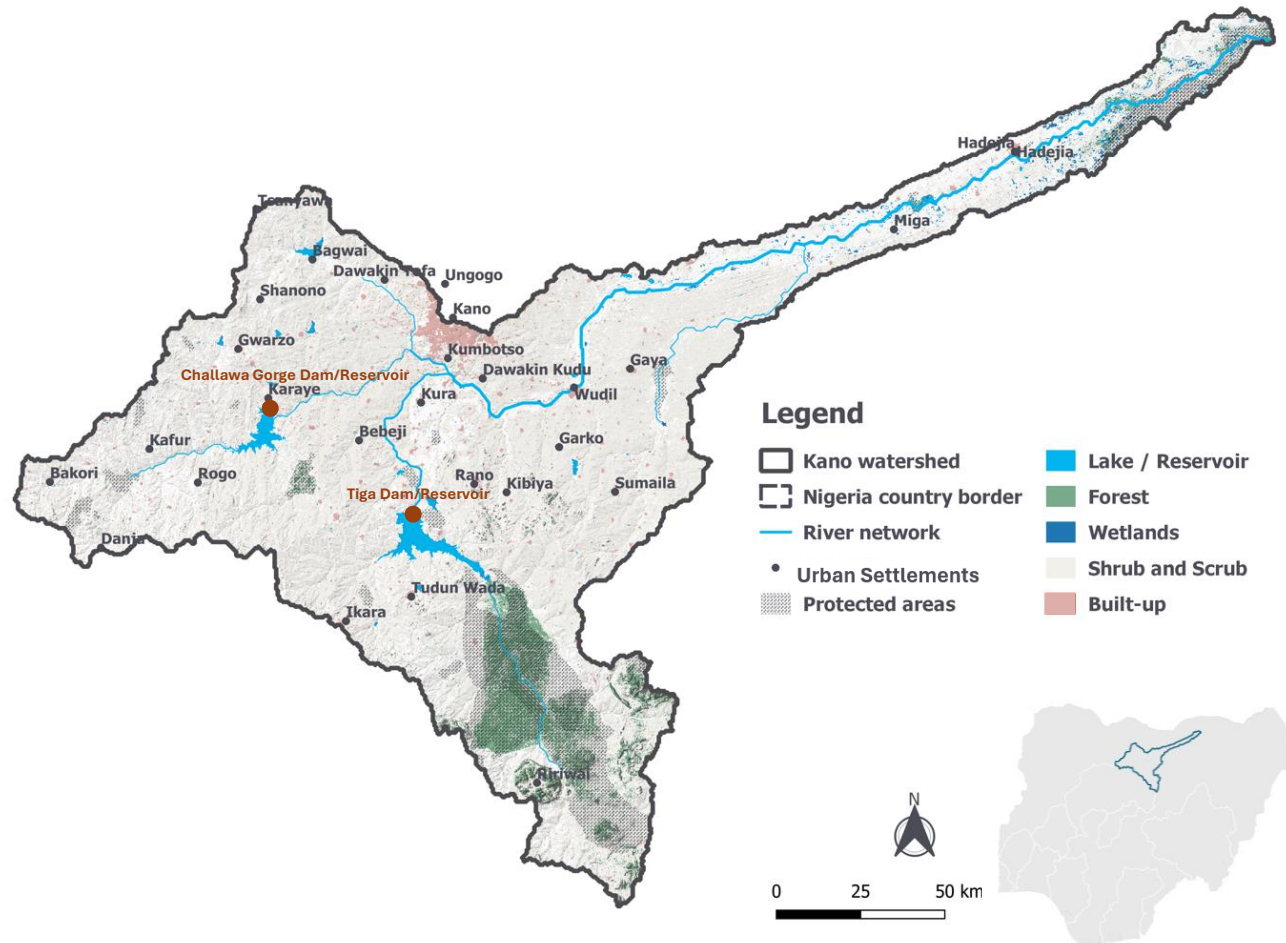 Hadejia
Hadejia
Miga
Tsanyawa
Bagwai
Dawakin Tofa
Ungogo
Shanono
Kano
Gwarzo
Kumbotso
Challawa Gorge Dam/Reservoir
Karaye
Dawakin Kudu
Gaya
Kura
Wudil
Bebeji
Garko
Kafur
Bakori
Rogo
Rano
Kibiya
Sumaila
Tiga Dam/Reservoir
Danja
Tudun Wada
Ikara
Ririwai
Legend
Kano watershed
Nigeria country border
River network
Urban Settlements
Protected areas
Lake / Reservoir
Forest
Wetlands
Shrub and Scrub
Built-up
N
0 25 50 km